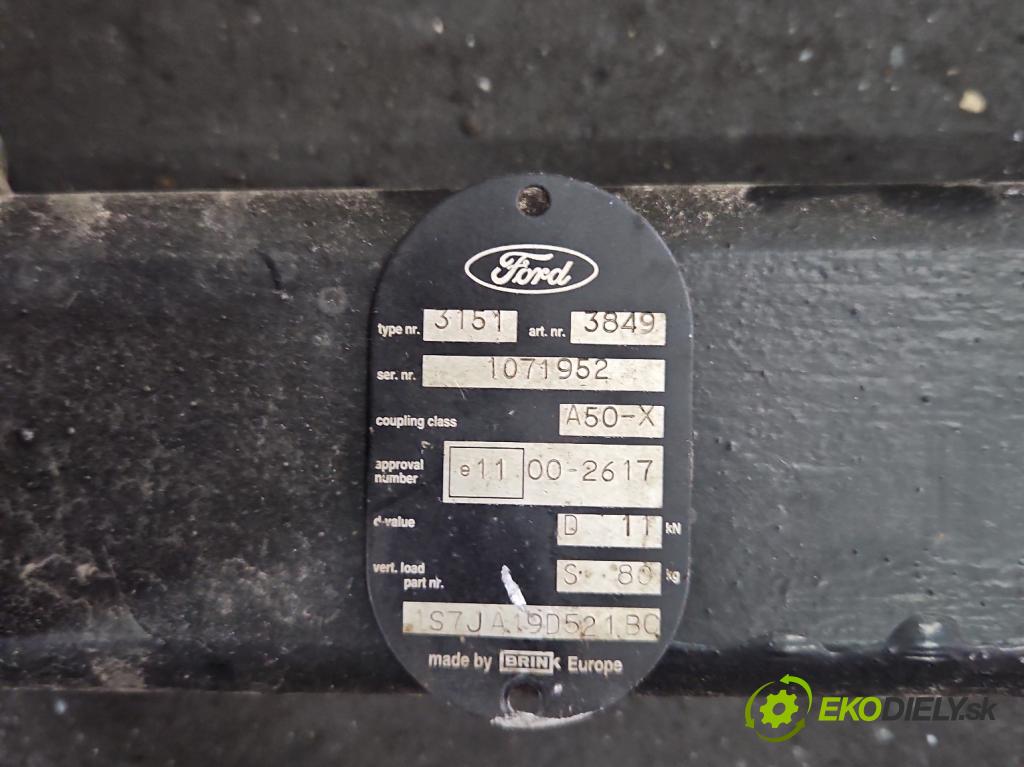 Ford
type nr. 3151 art. nr. 3849
ser. nr. 1071952
coupling class A50-X
approval number e11 00-2617
d-value D 11 kN
vert. load S 80 kg
part nr.
1S7J A19D521 BC
made by BRINK Europe
EKODIELY.sk